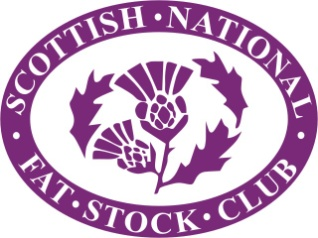 SCOTTISH · NATIONAL
· FAT · STOCK · CLUB ·